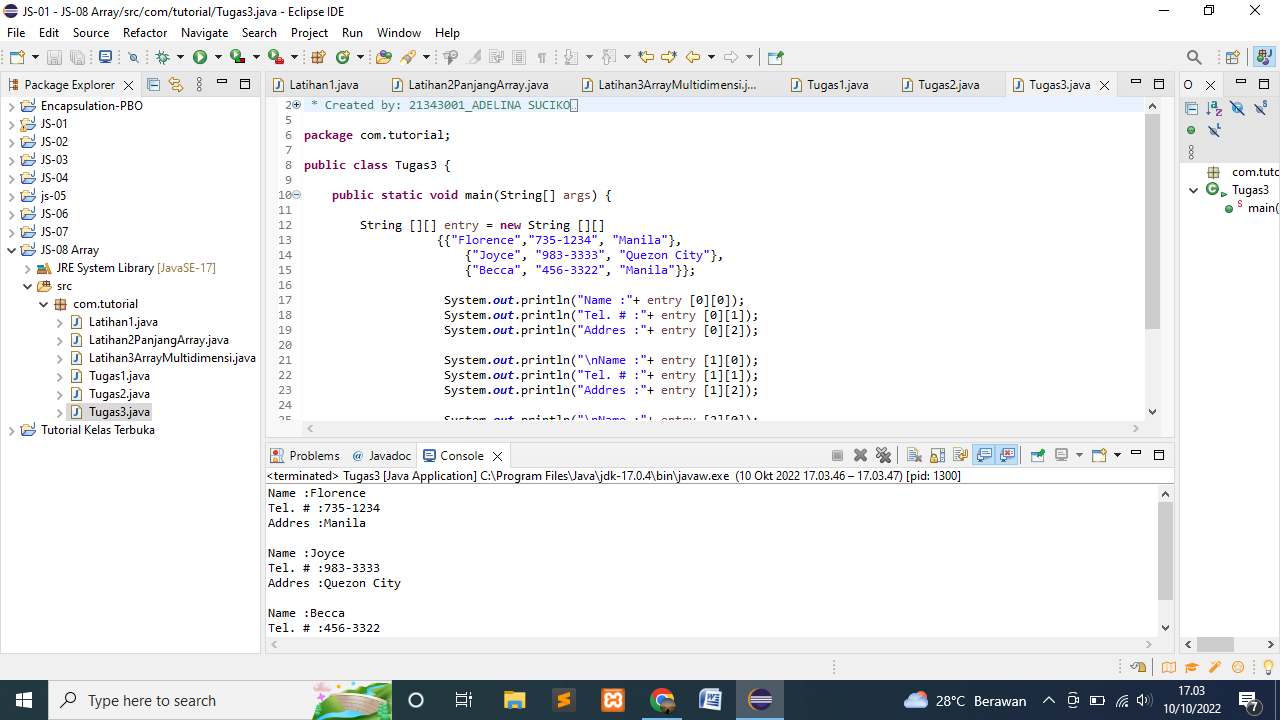 JS-01 - JS-08 Array/src/com/tutorial/Tugas3.java - Eclipse IDE
File Edit Source Refactor Navigate Search Project Run Window Help
Package Explorer
Encapsulation-PBO
JS-01
JS-02
JS-03
JS-04
js-05
JS-06
JS-07
JS-08 Array
JRE System Library [JavaSE-17]
src
com.tutorial
Latihan1.java
Latihan2PanjangArray.java
Latihan3ArrayMultidimensi.java
Tugas1.java
Tugas2.java
Tugas3.java
Tutorial Kelas Terbuka
Latihan1.java Latihan2PanjangArray.java Latihan3ArrayMultidimensi.j... Tugas1.java Tugas2.java Tugas3.java
2 * Created by: 21343001_ADELINA SUCIKO
5
6 package com.tutorial;
7
8 public class Tugas3 {
9
10 public static void main(String[] args) {
11
12 String [][] entry = new String [][]
13 {{"Florence","735-1234", "Manila"},
14 {"Joyce", "983-3333", "Quezon City"},
15 {"Becca", "456-3322", "Manila"}};
16
17 System.out.println("Name :"+ entry [0][0]);
18 System.out.println("Tel. # :"+ entry [0][1]);
19 System.out.println("Addres :"+ entry [0][2]);
20
21 System.out.println("\nName :"+ entry [1][0]);
22 System.out.println("Tel. # :"+ entry [1][1]);
23 System.out.println("Addres :"+ entry [1][2]);
24
25 System.out.println("\nName :"+ entry [2][0]);
O
com.tuto
Tugas3
main(
Problems @ Javadoc Console
<terminated> Tugas3 [Java Application] C:\Program Files\Java\jdk-17.0.4\bin\javaw.exe (10 Okt 2022 17.03.46 – 17.03.47) [pid: 1300]
Name :Florence
Tel. # :735-1234
Addres :Manila
Name :Joyce
Tel. # :983-3333
Addres :Quezon City
Name :Becca
Tel. # :456-3322
Type here to search
28°C Berawan
17.03
10/10/2022
7